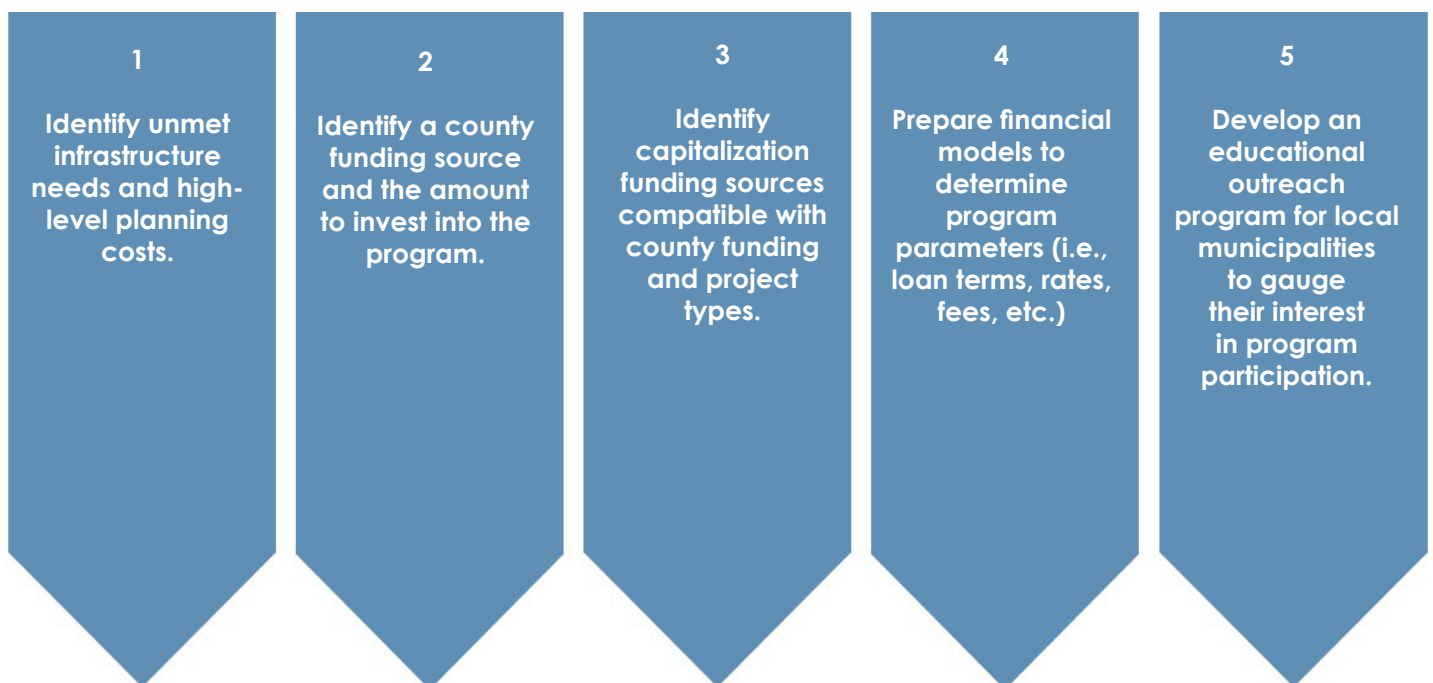 1
Identify unmet
infrastructure
needs and high-
level planning
costs.
2
Identify a county
funding source
and the amount
to invest into the
program.
3
Identify
capitalization
funding sources
compatible with
county funding
and project
types.
4
Prepare financial
models to
determine
program
parameters (i.e.,
loan terms, rates,
fees, etc.)
5
Develop an
educational
outreach
program for local
municipalities
to gauge
their interest
in program
participation.